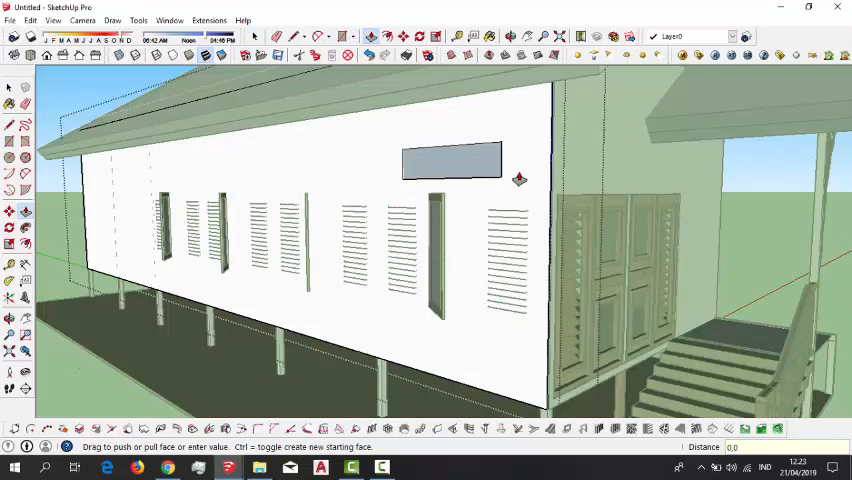 Untitled - SketchUp Pro
File Edit View Camera Draw Tools Window Extensions Help
J F M A M J J A S O N D 06:42 AM Noon 04:46 PM
Layer0
Drag to push or pull face or enter value. Ctrl = toggle create new starting face.
Distance 0,0
IND
12.23
21/04/2019